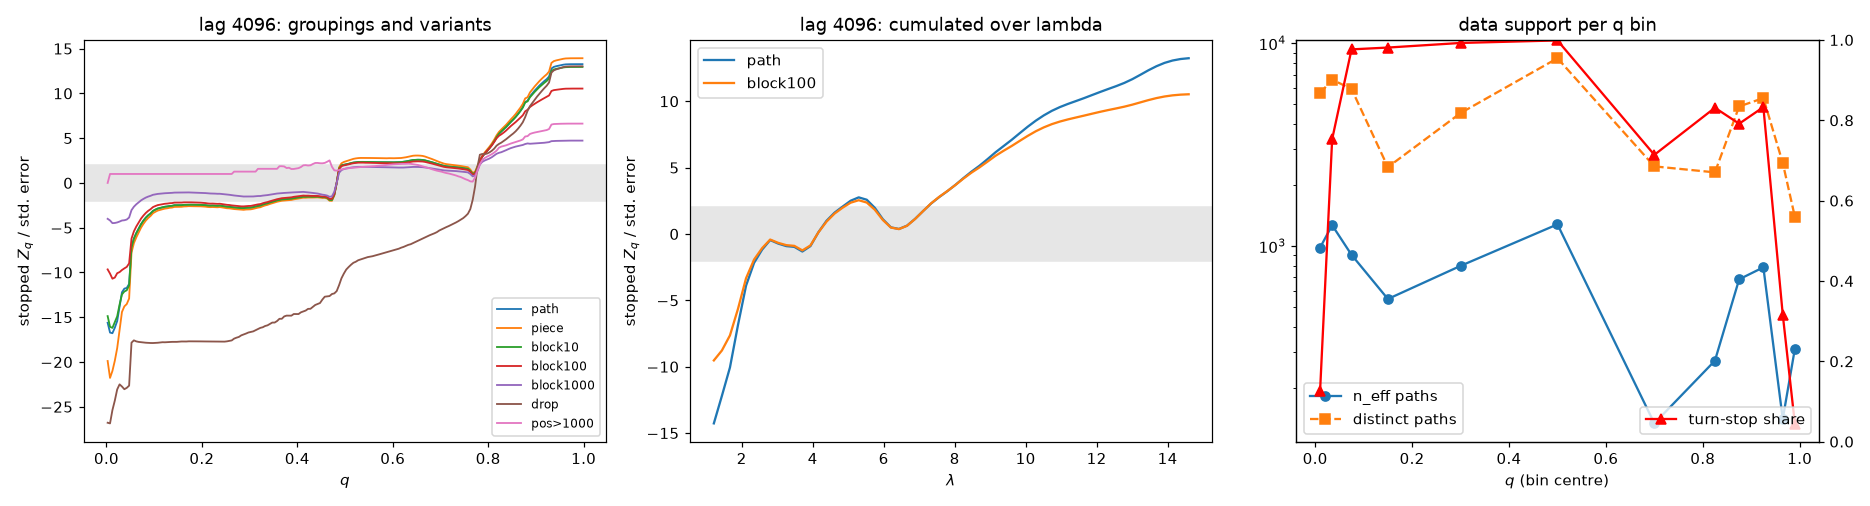 lag 4096: groupings and variants
stopped Z_q / std. error
15
10
5
0
−5
−10
−15
−20
−25
path
piece
block10
block100
block1000
drop
pos>1000
0.0 0.2 0.4 0.6 0.8 1.0
q
lag 4096: cumulated over lambda
stopped Z_q / std. error
10
5
0
−5
−10
−15
path
block100
2 4 6 8 10 12 14
λ
data support per q bin
10^4
10^3
n_eff paths
distinct paths
turn-stop share
1.0
0.8
0.6
0.4
0.2
0.0
0.0 0.2 0.4 0.6 0.8 1.0
q (bin centre)